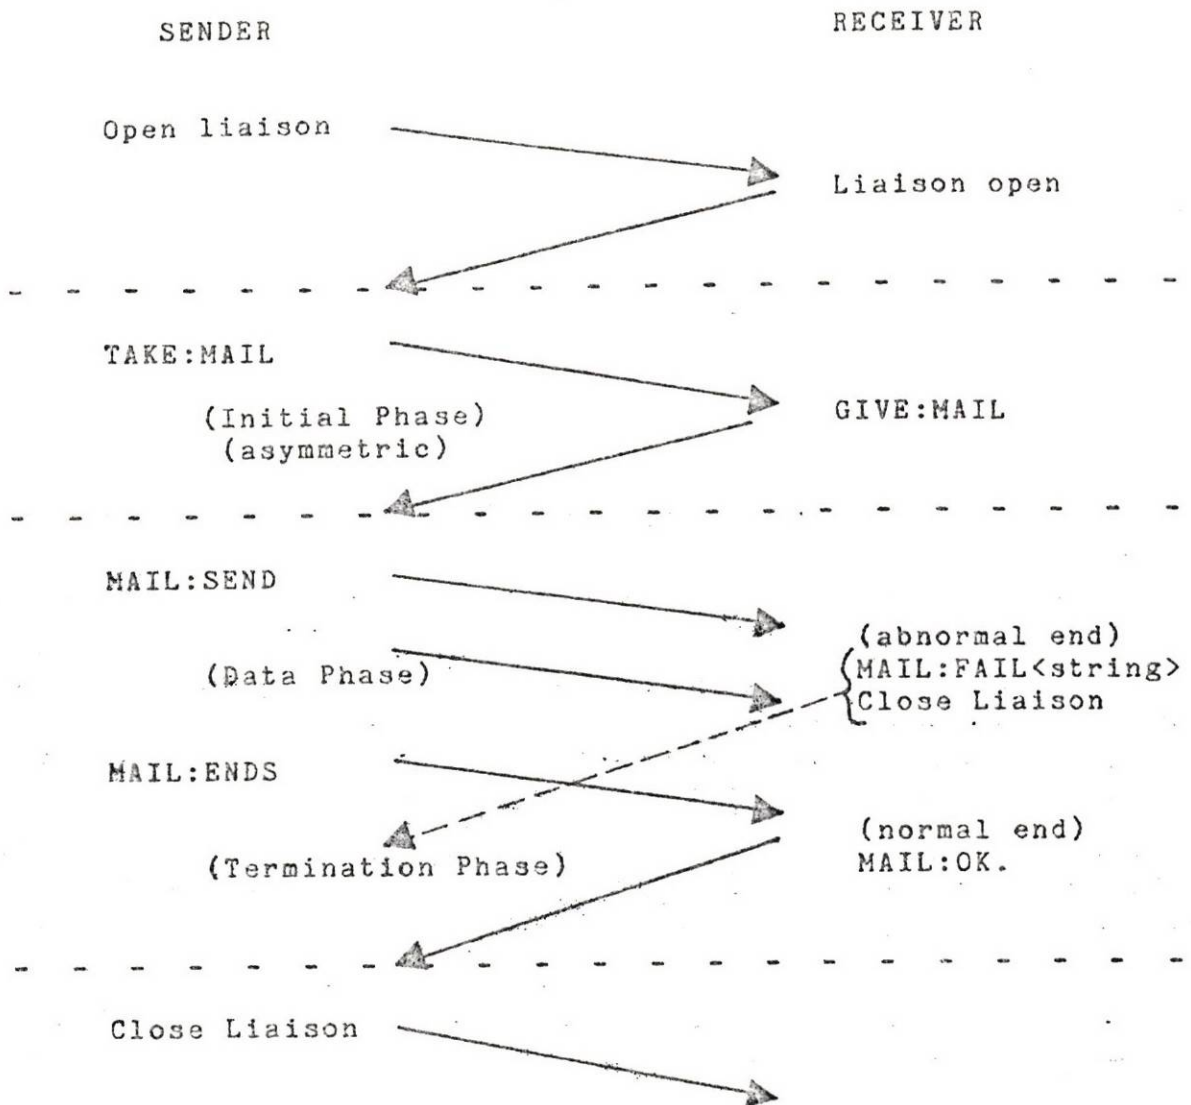 SENDER
RECEIVER
Open liaison
Liaison open
TAKE:MAIL
(Initial Phase)
(asymmetric)
GIVE:MAIL
MAIL:SEND
(abnormal end)
(Data Phase)
MAIL:FAIL<string>
Close Liaison
MAIL:ENDS
(normal end)
(Termination Phase)
MAIL:OK.
Close Liaison